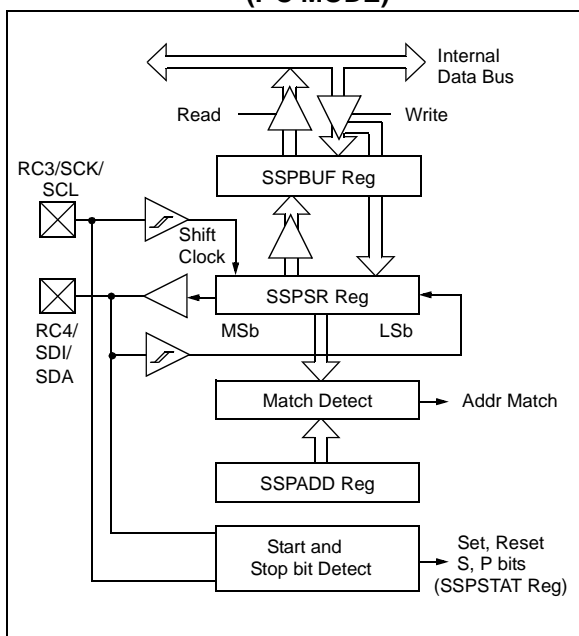 Internal
Data Bus
Read
Write
SSPBUF Reg
RC3/SCK/
SCL
Shift
Clock
SSPSR Reg
MSb
LSb
RC4/
SDI/
SDA
Match Detect
Addr Match
SSPADD Reg
Start and
Stop bit Detect
Set, Reset
S, P bits
(SSPSTAT Reg)